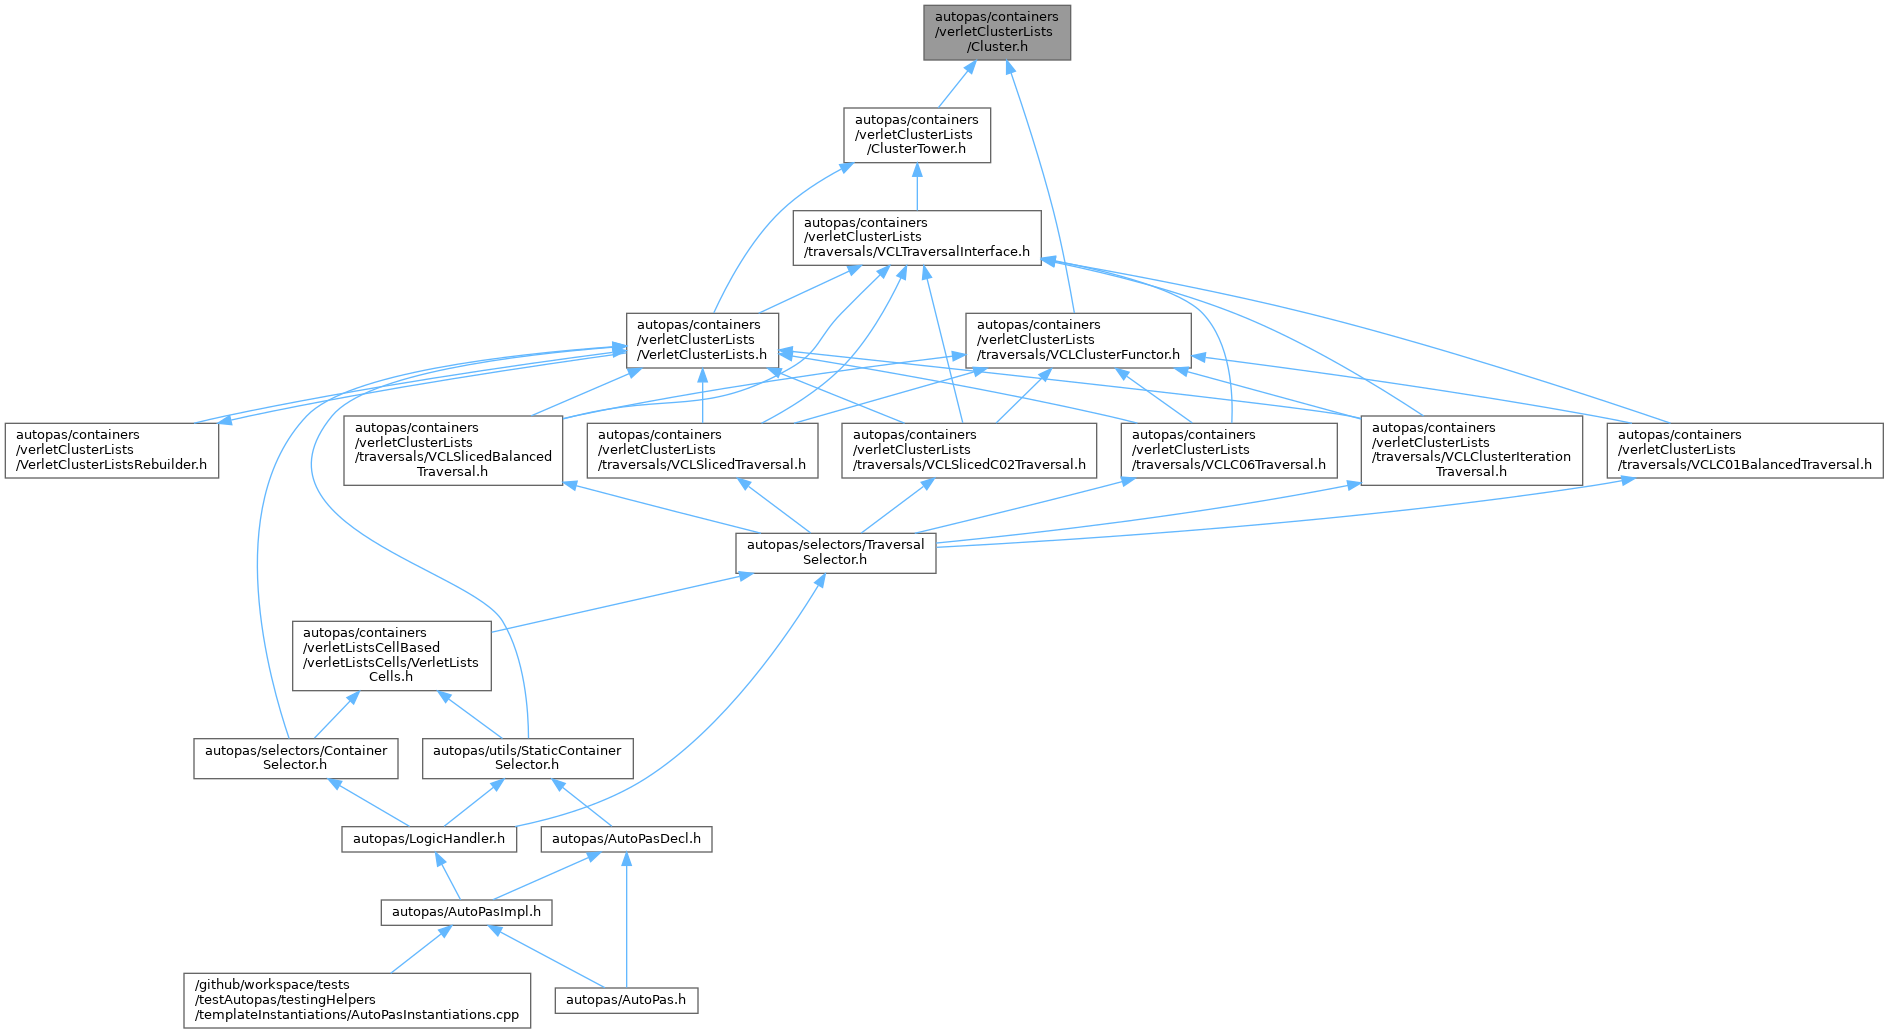 autopas/containers
/verletClusterLists
/Cluster.h
autopas/containers
/verletClusterLists
/ClusterTower.h
autopas/containers
/verletClusterLists
/traversals/VCLTraversalInterface.h
autopas/containers
/verletClusterLists
/VerletClusterLists.h
autopas/containers
/verletClusterLists
/traversals/VCLClusterFunctor.h
autopas/containers
/verletClusterLists
/VerletClusterListsRebuilder.h
autopas/containers
/verletClusterLists
/traversals/VCLSlicedBalanced
Traversal.h
autopas/containers
/verletClusterLists
/traversals/VCLSlicedTraversal.h
autopas/containers
/verletClusterLists
/traversals/VCLSlicedC02Traversal.h
autopas/containers
/verletClusterLists
/traversals/VCLC06Traversal.h
autopas/containers
/verletClusterLists
/traversals/VCLClusterIteration
Traversal.h
autopas/containers
/verletClusterLists
/traversals/VCLC01BalancedTraversal.h
autopas/selectors/Traversal
Selector.h
autopas/containers
/verletListsCellBased
/verletListsCells/VerletLists
Cells.h
autopas/selectors/Container
Selector.h
autopas/utils/StaticContainer
Selector.h
autopas/LogicHandler.h
autopas/AutoPasDecl.h
autopas/AutoPasImpl.h
/github/workspace/tests
/testAutopas/testingHelpers
/templateInstantiations/AutoPasInstantiations.cpp
autopas/AutoPas.h